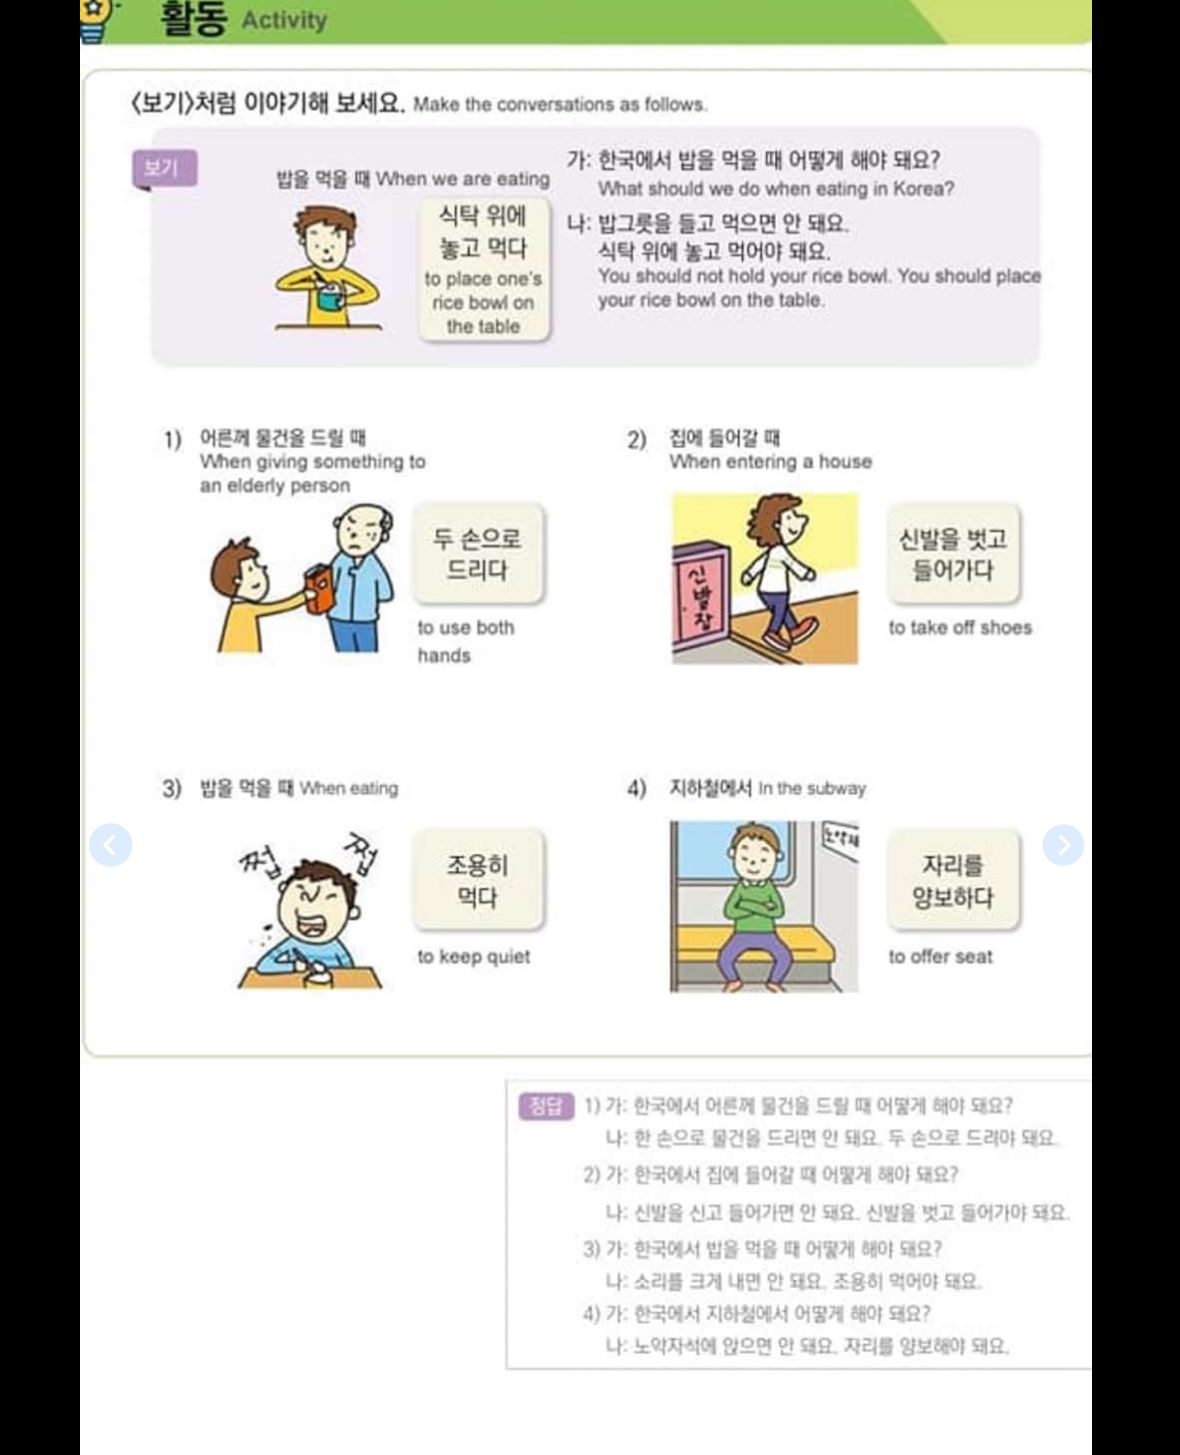 활동 Activity
〈보기〉처럼 이야기해 보세요. Make the conversations as follows.
보기
밥을 먹을 때 When we are eating
식탁 위에
놓고 먹다
to place one's
rice bowl on
the table
가: 한국에서 밥을 먹을 때 어떻게 해야 돼요?
What should we do when eating in Korea?
나: 밥그릇을 들고 먹으면 안 돼요.
식탁 위에 놓고 먹어야 돼요.
You should not hold your rice bowl. You should place
your rice bowl on the table.
1) 어른께 물건을 드릴 때
When giving something to
an elderly person
두 손으로
드리다
to use both
hands
2) 집에 들어갈 때
When entering a house
신발장
신발을 벗고
들어가다
to take off shoes
3) 밥을 먹을 때 When eating
쩝 쩝
조용히
먹다
to keep quiet
4) 지하철에서 In the subway
노약자
자리를
양보하다
to offer seat
정답 1) 가: 한국에서 어른께 물건을 드릴 때 어떻게 해야 돼요?
나: 한 손으로 물건을 드리면 안 돼요. 두 손으로 드려야 돼요.
2) 가: 한국에서 집에 들어갈 때 어떻게 해야 돼요?
나: 신발을 신고 들어가면 안 돼요. 신발을 벗고 들어가야 돼요.
3) 가: 한국에서 밥을 먹을 때 어떻게 해야 돼요?
나: 소리를 크게 내면 안 돼요. 조용히 먹어야 돼요.
4) 가: 한국에서 지하철에서 어떻게 해야 돼요?
나: 노약자석에 앉으면 안 돼요. 자리를 양보해야 돼요.